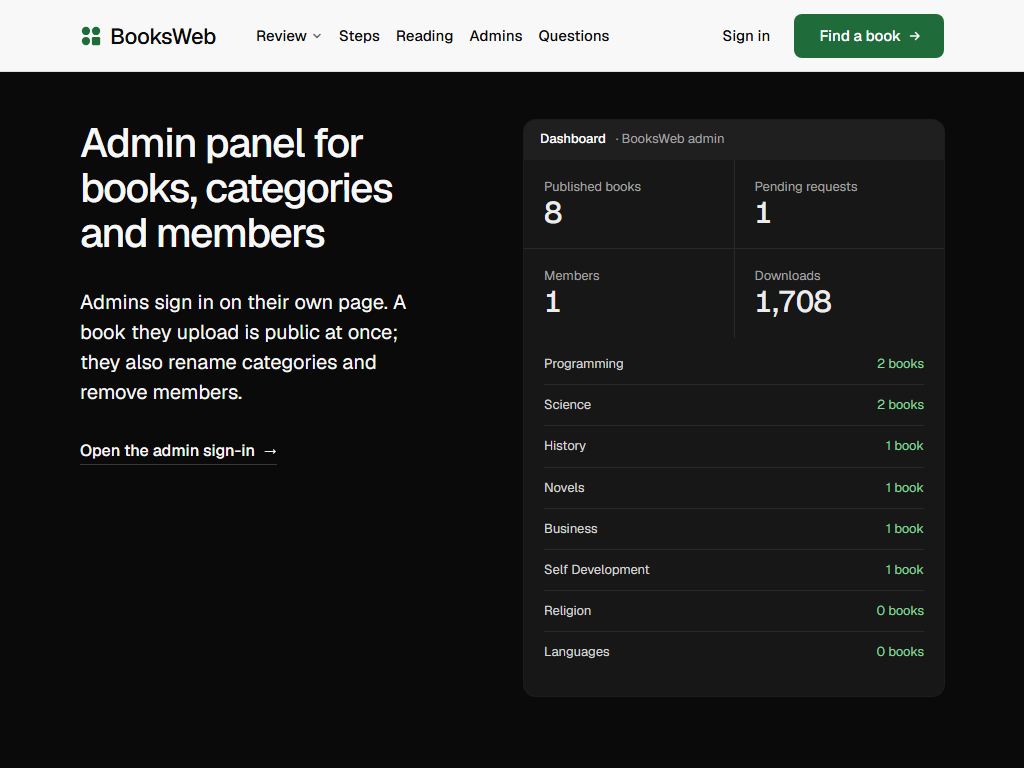 BooksWeb Review Steps Reading Admins Questions Sign in Find a book →
Admin panel for
books, categories
and members
Admins sign in on their own page. A
book they upload is public at once;
they also rename categories and
remove members.
Open the admin sign-in →
Dashboard · BooksWeb admin
Published books
8
Pending requests
1
Members
1
Downloads
1,708
Programming 2 books
Science 2 books
History 1 book
Novels 1 book
Business 1 book
Self Development 1 book
Religion 0 books
Languages 0 books